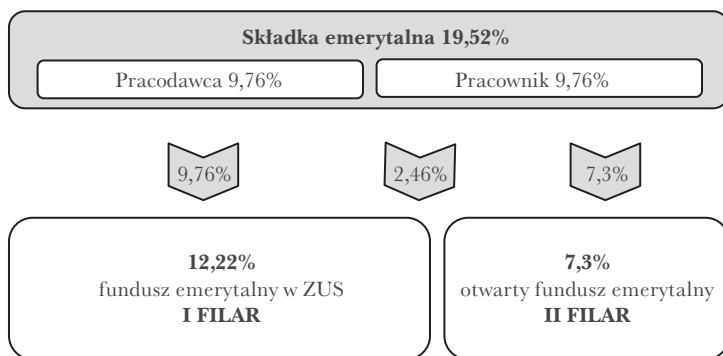 Składka emerytalna 19,52%
Pracodawca 9,76%
Pracownik 9,76%
9,76%
2,46%
7,3%
12,22%
fundusz emerytalny w ZUS
I FILAR
7,3%
otwarty fundusz emerytalny
II FILAR